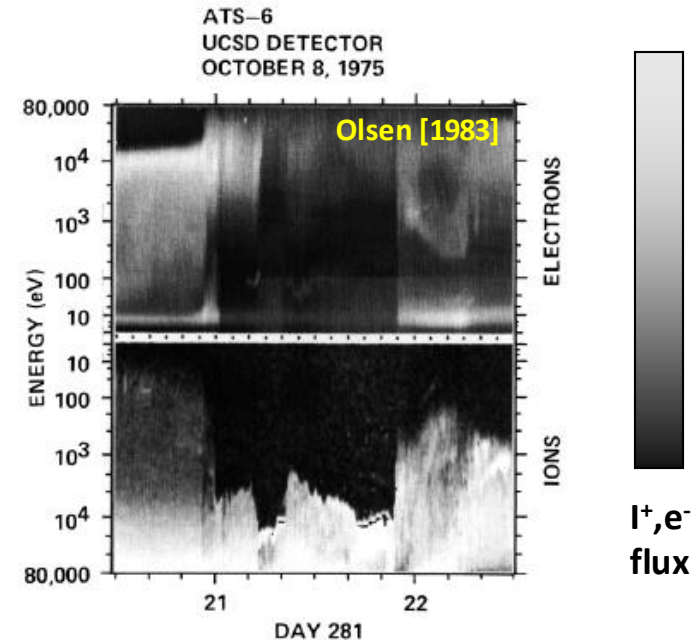 ATS–6
UCSD DETECTOR
OCTOBER 8, 1975
Olsen [1983]
80,000
10⁴
10³
100
10
ELECTRONS
ENERGY (eV)
10
100
10³
10⁴
80,000
IONS
21
22
DAY 281
I⁺,e⁻
flux